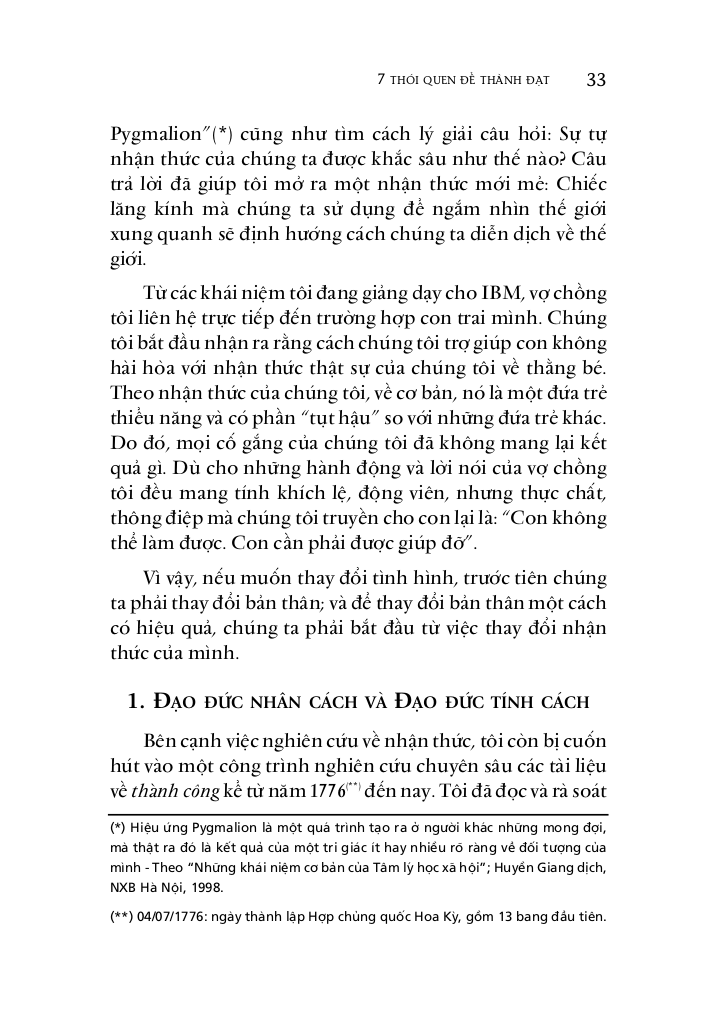 7 THÓI QUEN ĐỂ THÀNH ĐẠT 33
Pygmalion”(*) cũng như tìm cách lý giải câu hỏi: Sự tự
nhận thức của chúng ta được khắc sâu như thế nào? Câu
trả lời đã giúp tôi mở ra một nhận thức mới mẻ: Chiếc
lăng kính mà chúng ta sử dụng để ngắm nhìn thế giới
xung quanh sẽ định hướng cách chúng ta diễn dịch về thế
giới.
Từ các khái niệm tôi đang giảng dạy cho IBM, vợ chồng
tôi liên hệ trực tiếp đến trường hợp con trai mình. Chúng
tôi bắt đầu nhận ra rằng cách chúng tôi trợ giúp con không
hài hòa với nhận thức thật sự của chúng tôi về thằng bé.
Theo nhận thức của chúng tôi, về cơ bản, nó là một đứa trẻ
thiểu năng và có phần “tụt hậu” so với những đứa trẻ khác.
Do đó, mọi cố gắng của chúng tôi đã không mang lại kết
quả gì. Dù cho những hành động và lời nói của vợ chồng
tôi đều mang tính khích lệ, động viên, nhưng thực chất,
thông điệp mà chúng tôi truyền cho con lại là: “Con không
thể làm được. Con cần phải được giúp đỡ”.
Vì vậy, nếu muốn thay đổi tình hình, trước tiên chúng
ta phải thay đổi bản thân; và để thay đổi bản thân một cách
có hiệu quả, chúng ta phải bắt đầu từ việc thay đổi nhận
thức của mình.
1. ĐẠO ĐỨC NHÂN CÁCH VÀ ĐẠO ĐỨC TÍNH CÁCH
Bên cạnh việc nghiên cứu về nhận thức, tôi còn bị cuốn
hút vào một công trình nghiên cứu chuyên sâu các tài liệu
về thành công kể từ năm 1776(**) đến nay. Tôi đã đọc và rà soát
(*) Hiệu ứng Pygmalion là một quá trình tạo ra ở người khác những mong đợi,
mà thật ra đó là kết quả của một tri giác ít hay nhiều rõ ràng về đối tượng của
mình - Theo “Những khái niệm cơ bản của Tâm lý học xã hội”; Huyền Giang dịch,
NXB Hà Nội, 1998.
(**) 04/07/1776: ngày thành lập Hợp chủng quốc Hoa Kỳ, gồm 13 bang đầu tiên.